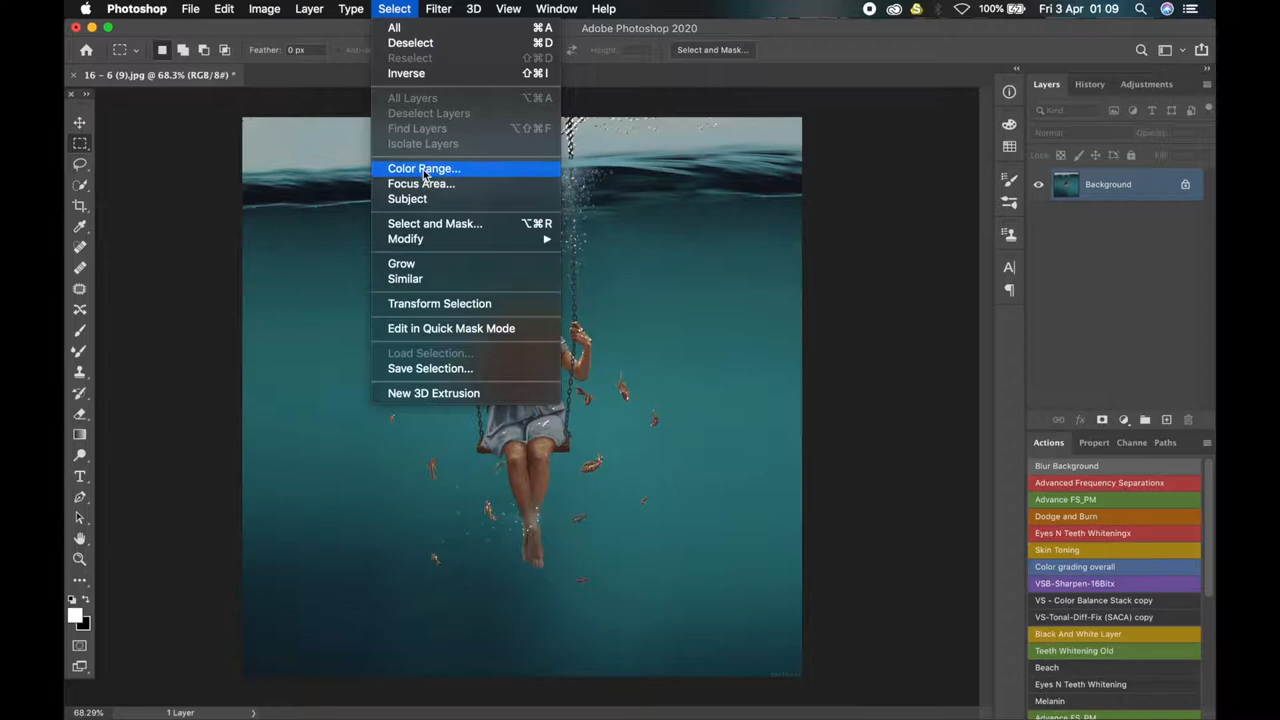 Photoshop File Edit Image Layer Type Select Filter 3D View Window Help 100% Fri 3 Apr 01:09
Adobe Photoshop 2020
Feather: 0 px Select and Mask...
16 – 6 (9).jpg @ 68.3% (RGB/8#) *
All ⌘A
Deselect ⌘D
Reselect ⇧⌘D
Inverse ⇧⌘I
All Layers ⌥⌘A
Deselect Layers
Find Layers ⌥⇧⌘F
Isolate Layers
Color Range...
Focus Area...
Subject
Select and Mask... ⌥⌘R
Modify
Grow
Similar
Transform Selection
Edit in Quick Mask Mode
Load Selection...
Save Selection...
New 3D Extrusion
Layers History Adjustments
Kind
Normal
Lock: Fill
Background
Actions Propert Channe Paths
Blur Background
Advanced Frequency Separationx
Advance FS_PM
Dodge and Burn
Eyes N Teeth Whiteningx
Skin Toning
Color grading overall
VSB-Sharpen-16Bitx
VS - Color Balance Stack copy
VS-Tonal-Diff-Fix (SACA) copy
Black And White Layer
Teeth Whitening Old
Beach
Eyes N Teeth Whitening
Melanin
Advance FS_PM
68.29% 1 Layer